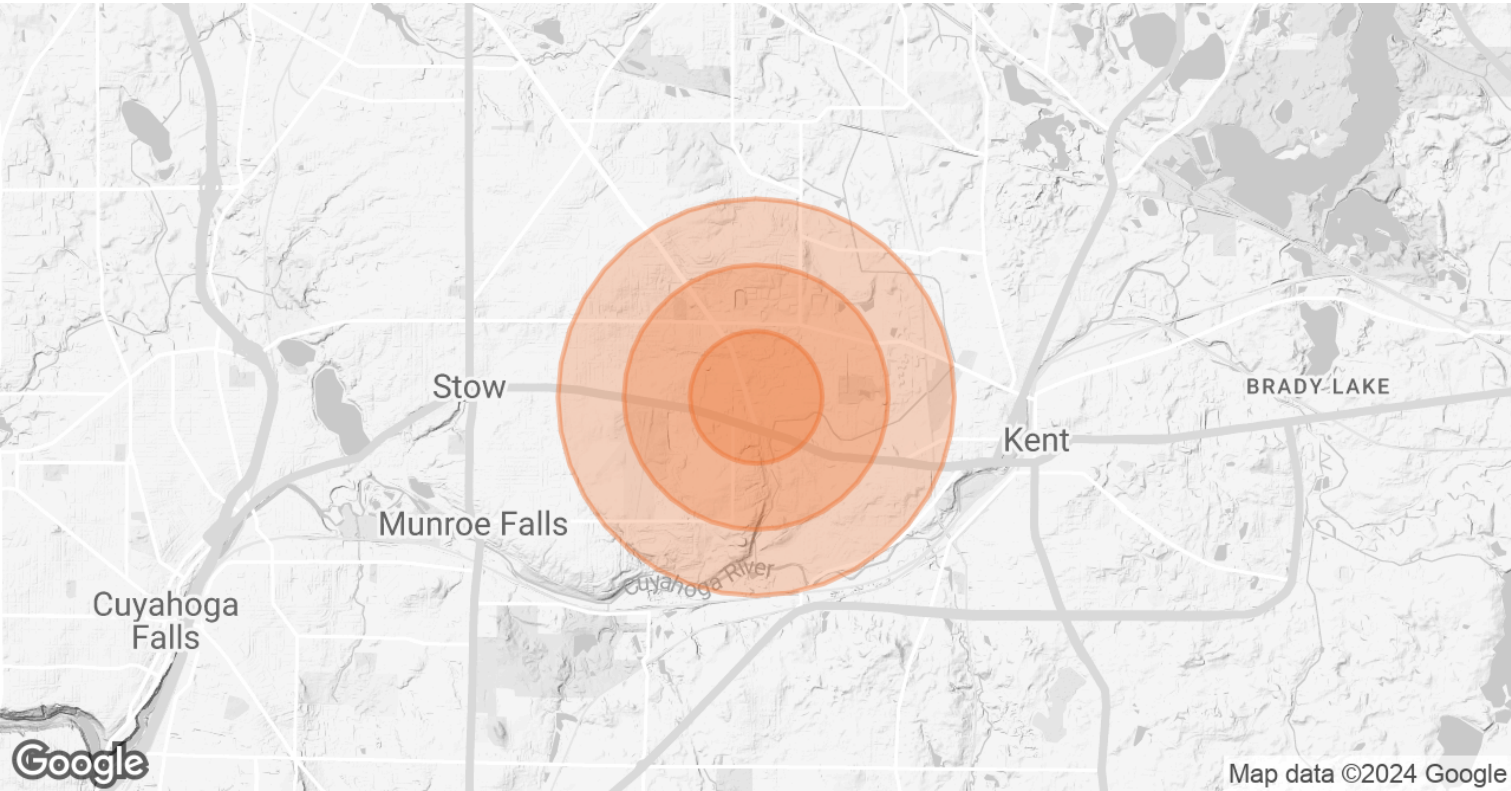 Stow
BRADY LAKE
Kent
Munroe Falls
Cuyahoga River
Cuyahoga
Falls
Google
Map data ©2024 Google